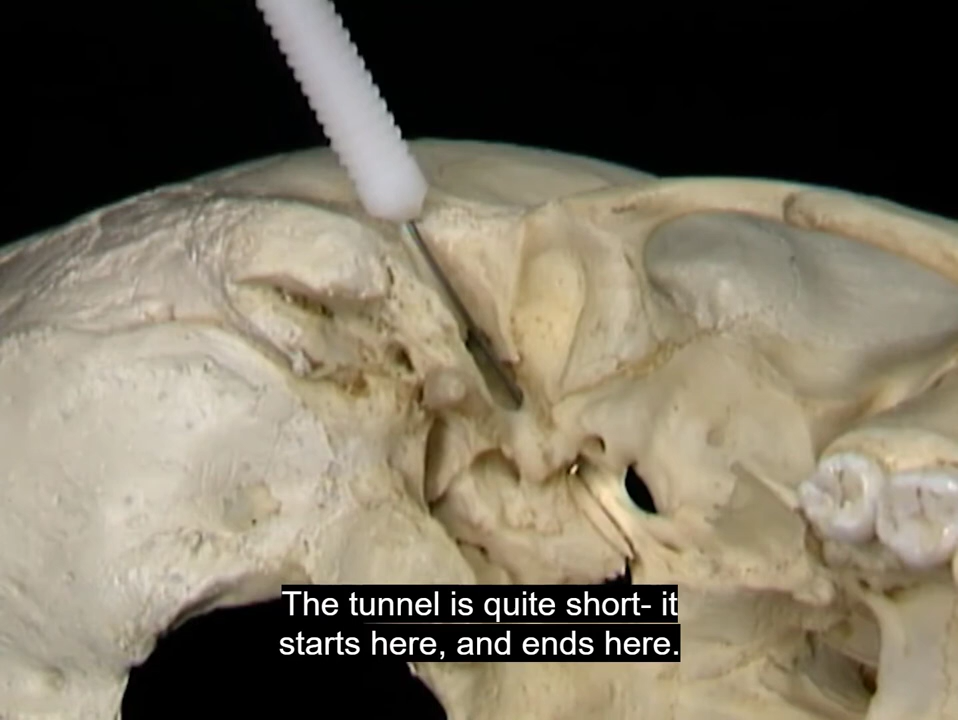 The tunnel is quite short- it
starts here, and ends here.